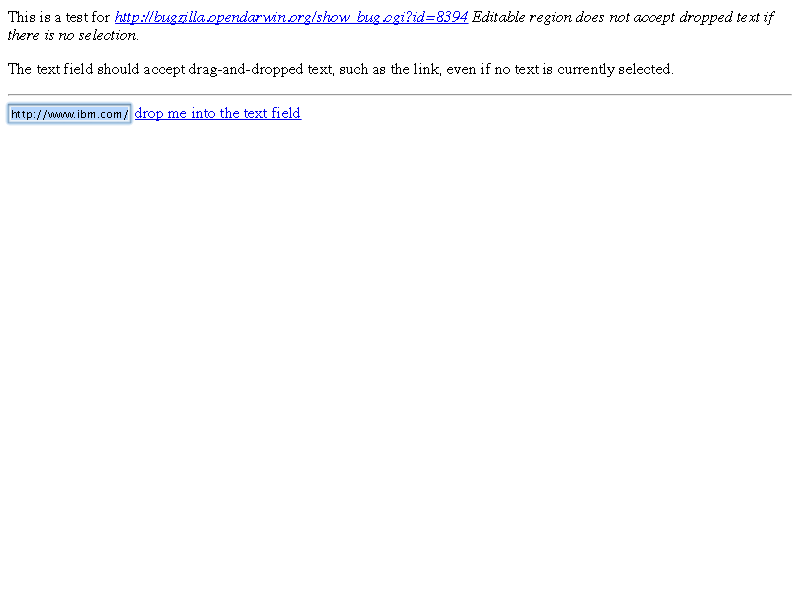 This is a test for http://bugzilla.opendarwin.org/show_bug.cgi?id=8394 Editable region does not accept dropped text if
there is no selection.
The text field should accept drag-and-dropped text, such as the link, even if no text is currently selected.
http://www.ibm.com/ drop me into the text field